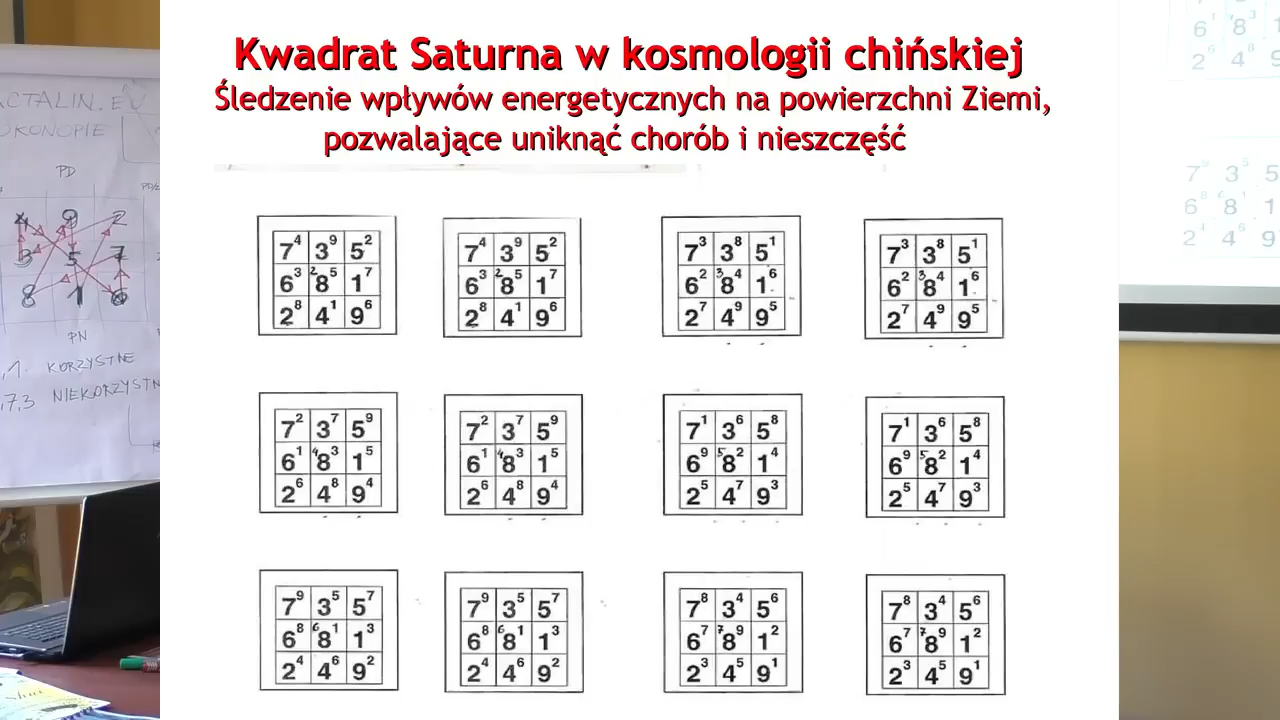 Kwadrat Saturna w kosmologii chińskiej
Śledzenie wpływów energetycznych na powierzchni Ziemi,
pozwalające uniknąć chorób i nieszczęść
7⁴ 3⁹ 5² 7⁴ 3⁹ 5² 7³ 3⁸ 5¹ 7³ 3⁸ 5¹
6³ ²8⁵ 1⁷ 6³ ²8⁵ 1⁷ 6² ³8⁴ 1⁶ 6² ³8⁴ 1⁶
2⁸ 4¹ 9⁶ 2⁸ 4¹ 9⁶ 2⁷ 4⁹ 9⁵ 2⁷ 4⁹ 9⁵
7² 3⁷ 5⁹ 7² 3⁷ 5⁹ 7¹ 3⁶ 5⁸ 7¹ 3⁶ 5⁸
6¹ ⁴8³ 1⁵ 6¹ ⁴8³ 1⁵ 6⁹ ⁵8² 1⁴ 6⁹ ⁵8² 1⁴
2⁶ 4⁸ 9⁴ 2⁶ 4⁸ 9⁴ 2⁵ 4⁷ 9³ 2⁵ 4⁷ 9³
7⁹ 3⁵ 5⁷ 7⁹ 3⁵ 5⁷ 7⁸ 3⁴ 5⁶ 7⁸ 3⁴ 5⁶
6⁸ ⁶8¹ 1³ 6⁸ ⁶8¹ 1³ 6⁷ ⁷8⁹ 1² 6⁷ ⁷8⁹ 1²
2⁴ 4⁶ 9² 2⁴ 4⁶ 9² 2³ 4⁵ 9¹ 2³ 4⁵ 9¹
PD
PN
KORZYSTNE